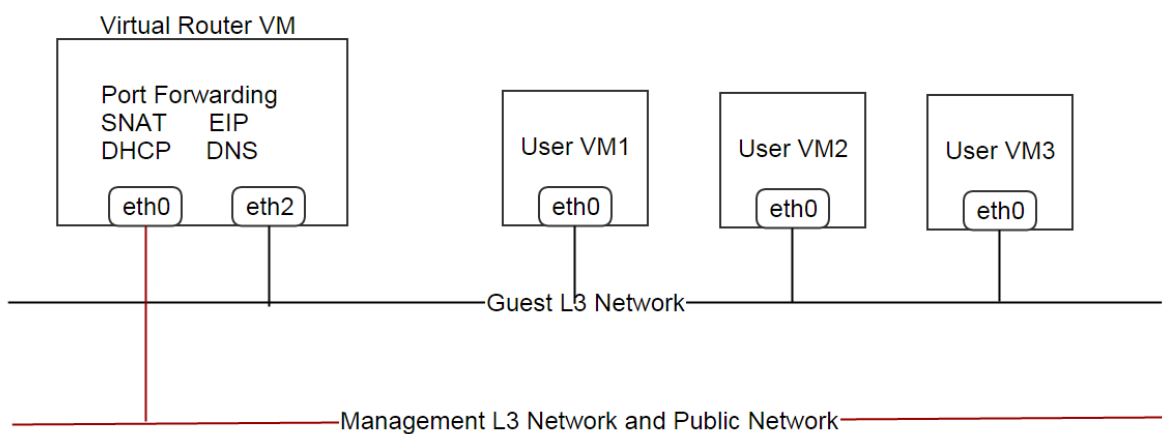 Virtual Router VM
Port Forwarding
SNAT EIP
DHCP DNS
eth0 eth2
User VM1
eth0
User VM2
eth0
User VM3
eth0
Guest L3 Network
Management L3 Network and Public Network